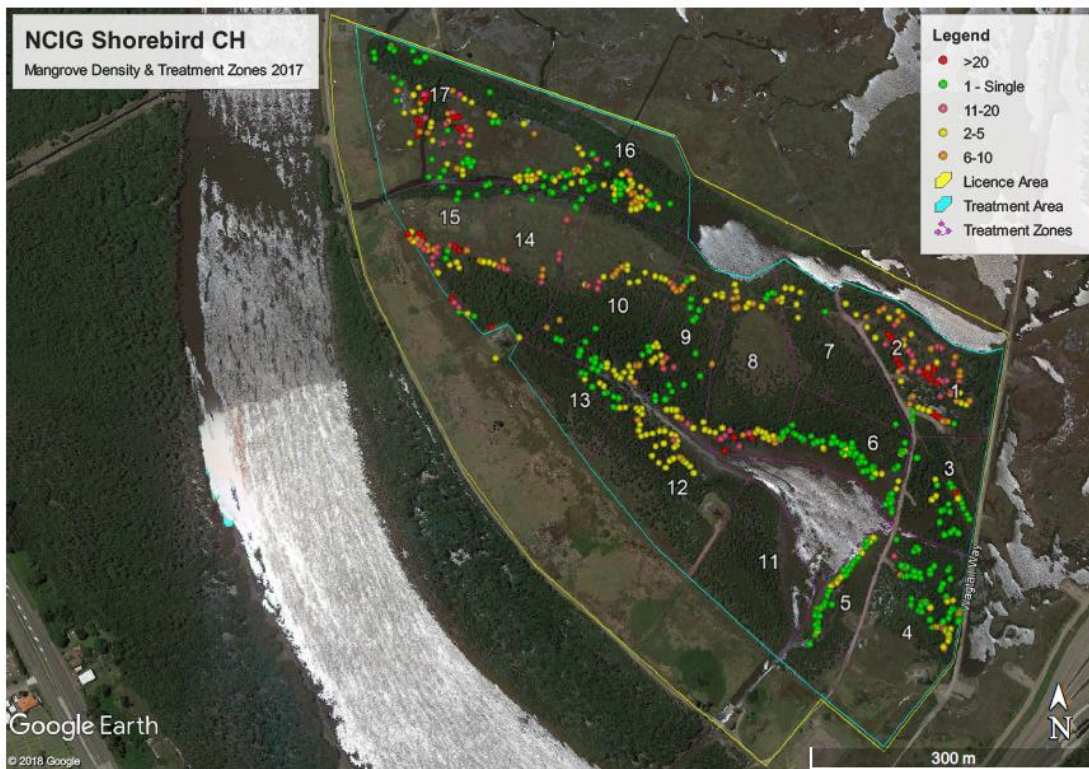 NCIG Shorebird CH
Mangrove Density & Treatment Zones 2017
Legend
>20
1 - Single
11-20
2-5
6-10
Licence Area
Treatment Area
Treatment Zones
17
16
15
14
10
9
8
7
2
1
13
6
12
3
11
5
4
Wagtail Way
Google Earth
© 2018 Google
N
300 m